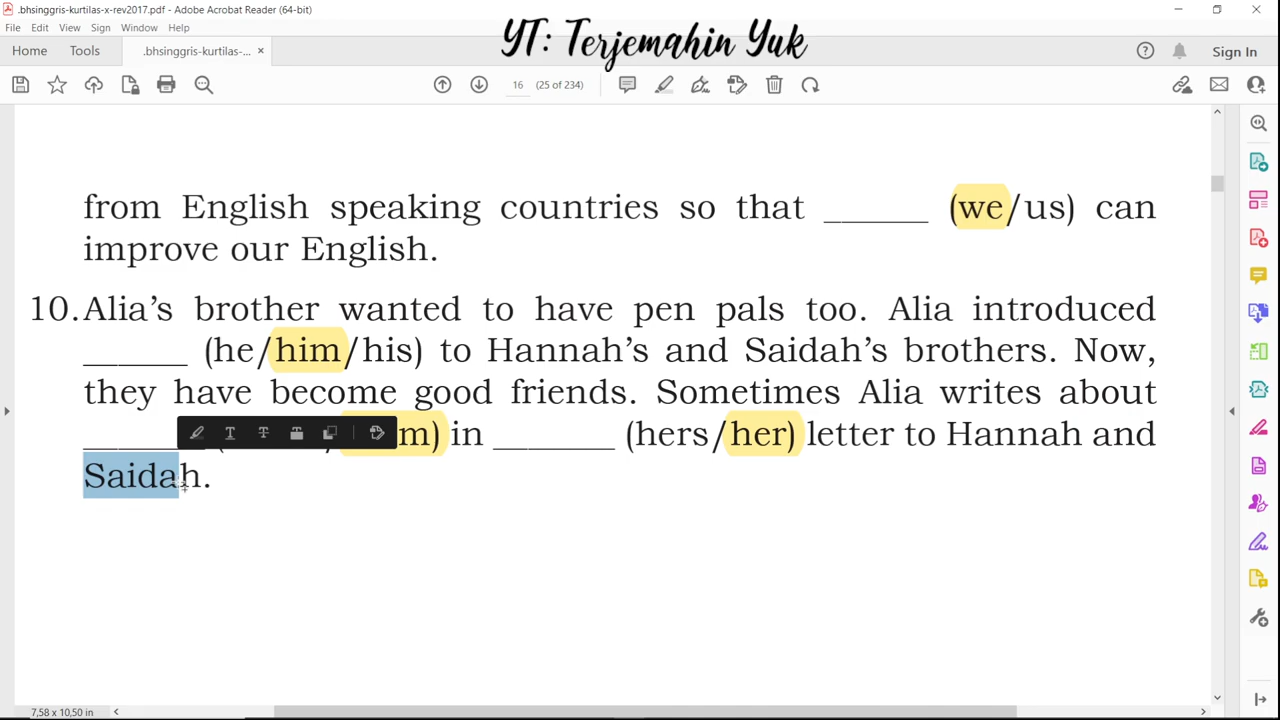 .bhsinggris-kurtilas-x-rev2017.pdf - Adobe Acrobat Reader (64-bit)
File Edit View Sign Window Help
YT: Terjemahin Yuk
Home Tools .bhsinggris-kurtilas-... × Sign In
16 (25 of 234)
from English speaking countries so that ______ (we/us) can
improve our English.
10. Alia's brother wanted to have pen pals too. Alia introduced
______ (he/him/his) to Hannah's and Saidah's brothers. Now,
they have become good friends. Sometimes Alia writes about
m) in _______ (hers/her) letter to Hannah and
Saidah.
7,58 x 10,50 in